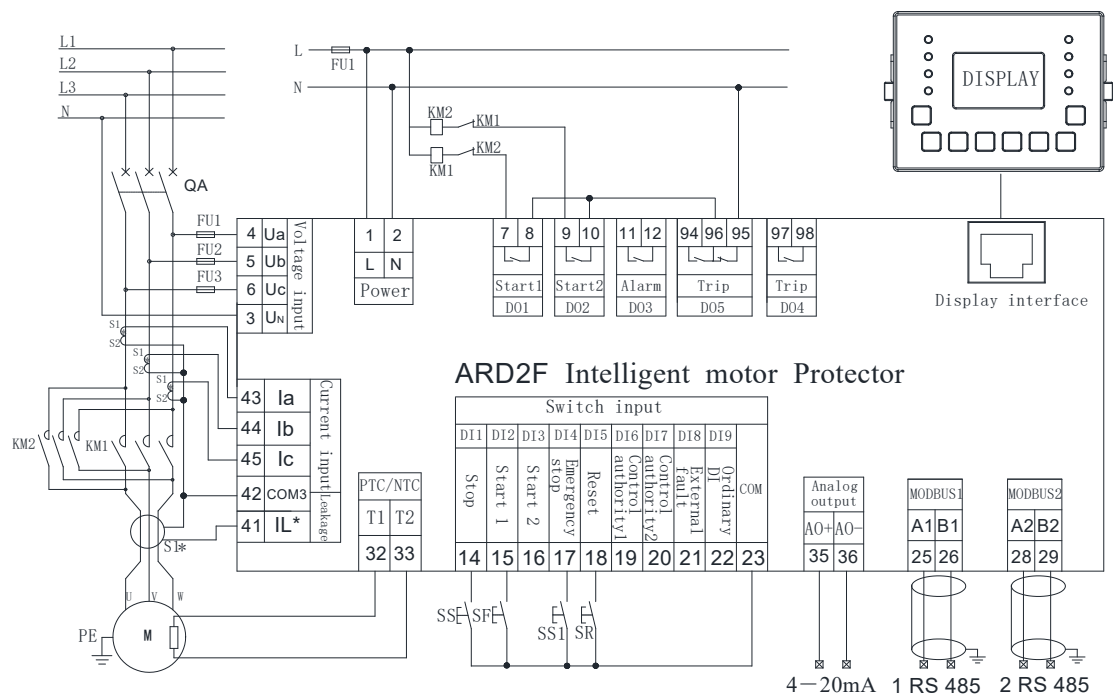 L1
L2
L3
N
L
FU1
N
KM2
KM1
KM2
KM1
DISPLAY
QA
FU1
FU2
FU3
4 Ua
5 Ub
6 Uc
3 UN
Voltage input
1 2
L N
Power
7 8
Start1
DO1
9 10
Start2
DO2
11 12
Alarm
DO3
94 96 95
Trip
DO5
97 98
Trip
DO4
Display interface
S1
S2
S1
S2
S1
S2
ARD2F Intelligent motor Protector
43 Ia
44 Ib
45 Ic
42 COM3
41 IL*
Current input
Leakage
KM2
KM1
S1*
PTC/NTC
T1 T2
32 33
Switch input
DI1 DI2 DI3 DI4 DI5 DI6 DI7 DI8 DI9
Stop
Start 1
Start 2
Emergency stop
Reset
Control authority1
Control authority2
External fault
Ordinary DI
COM
14 15 16 17 18 19 20 21 22 23
Analog output
AO+ AO-
35 36
MODBUS1
A1 B1
25 26
MODBUS2
A2 B2
28 29
U V W
PE
M
SS
SF
SS1
SR
4—20mA
1 RS 485
2 RS 485